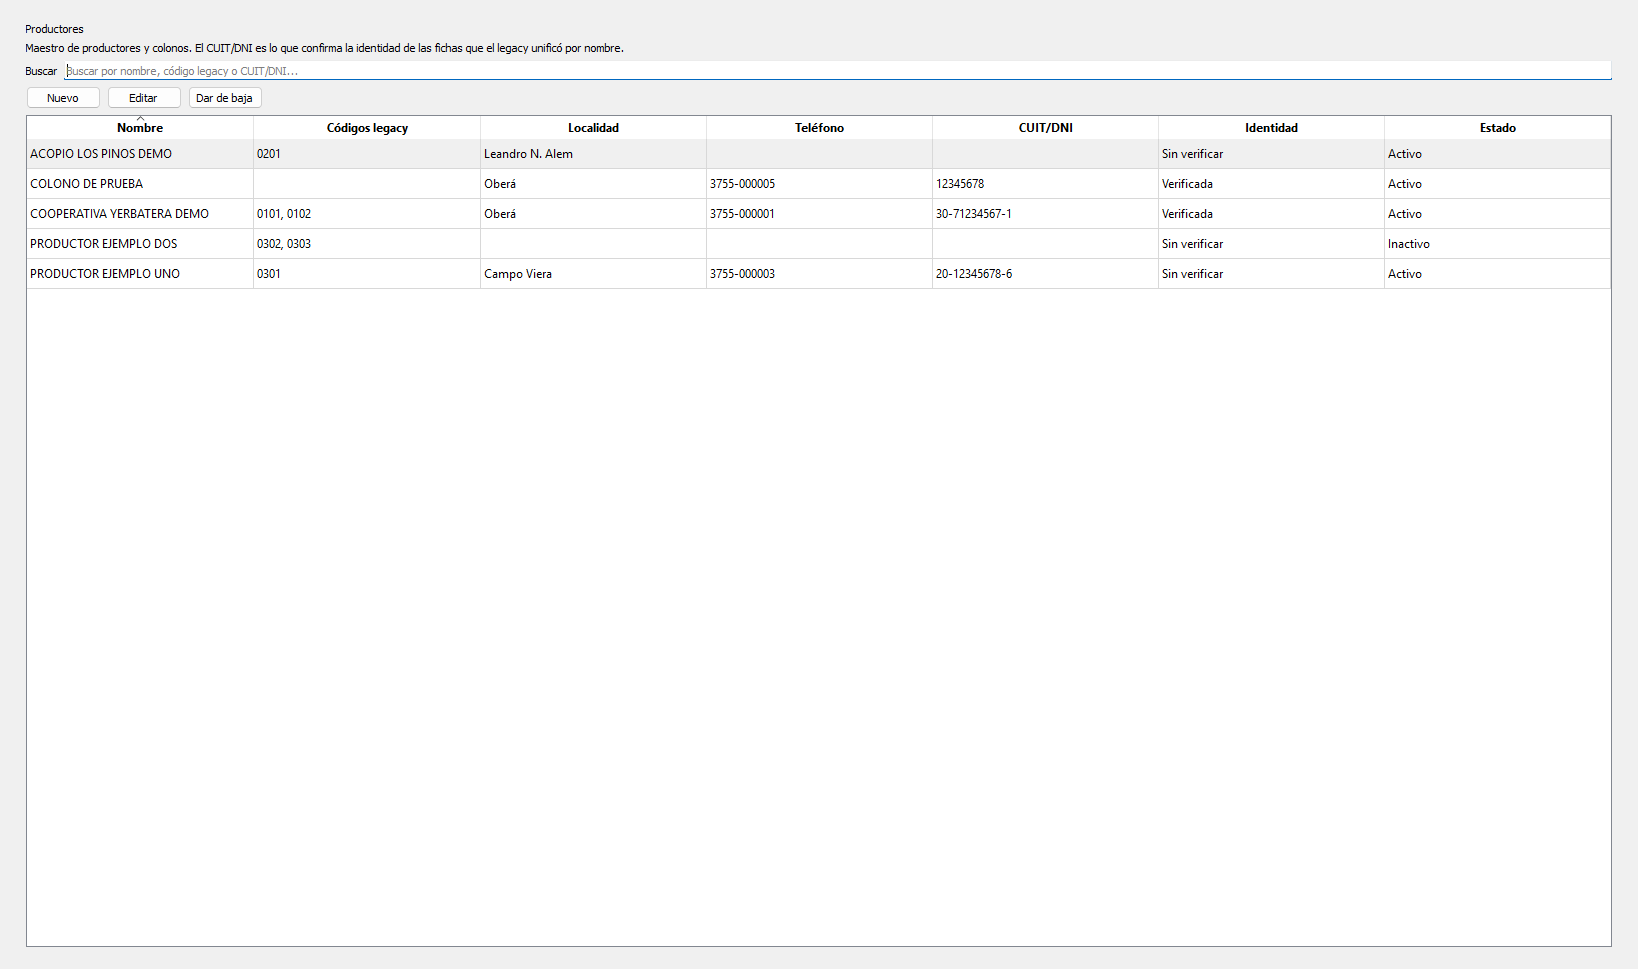 Productores
Maestro de productores y colonos. El CUIT/DNI es lo que confirma la identidad de las fichas que el legacy unificó por nombre.
Buscar Buscar por nombre, código legacy o CUIT/DNI...
Nuevo Editar Dar de baja
Nombre Códigos legacy Localidad Teléfono CUIT/DNI Identidad Estado
ACOPIO LOS PINOS DEMO 0201 Leandro N. Alem Sin verificar Activo
COLONO DE PRUEBA Oberá 3755-000005 12345678 Verificada Activo
COOPERATIVA YERBATERA DEMO 0101, 0102 Oberá 3755-000001 30-71234567-1 Verificada Activo
PRODUCTOR EJEMPLO DOS 0302, 0303 Sin verificar Inactivo
PRODUCTOR EJEMPLO UNO 0301 Campo Viera 3755-000003 20-12345678-6 Sin verificar Activo